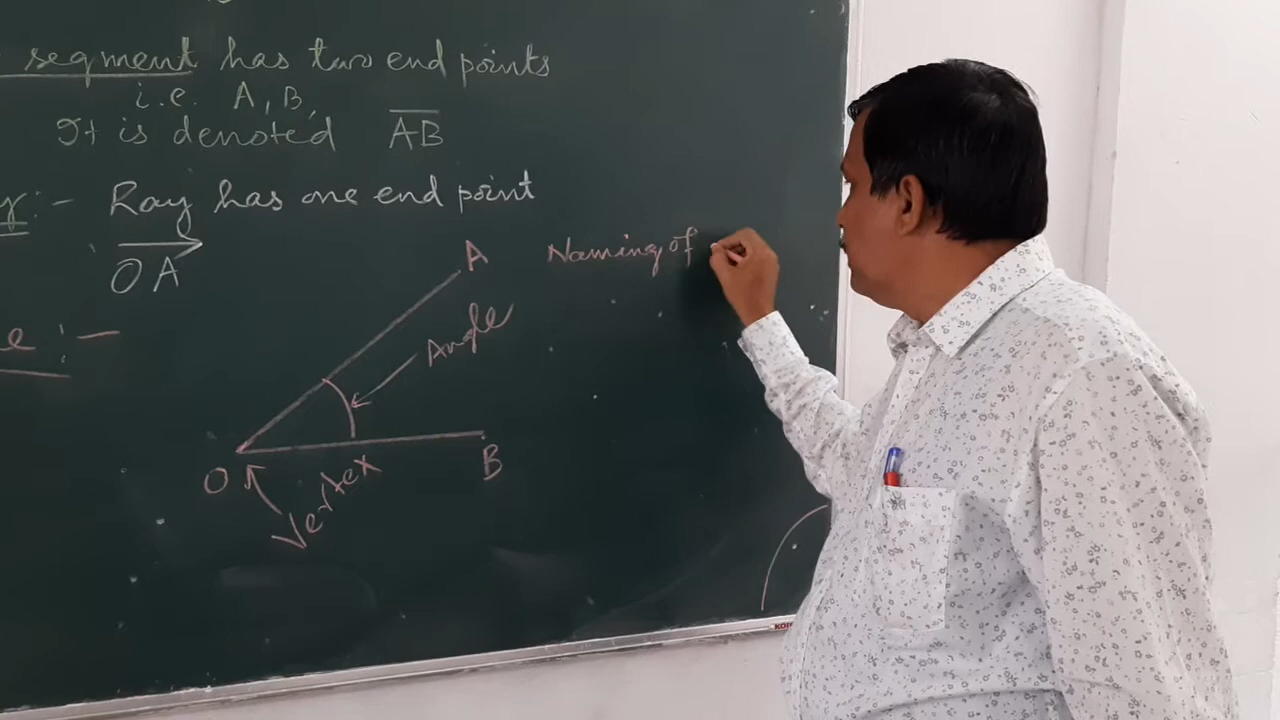 segment has two end points
i.e. A, B,
It is denoted AB
y:- Ray has one end point
OA
A
Naming of
e :-
Angle
O
B
Vertex